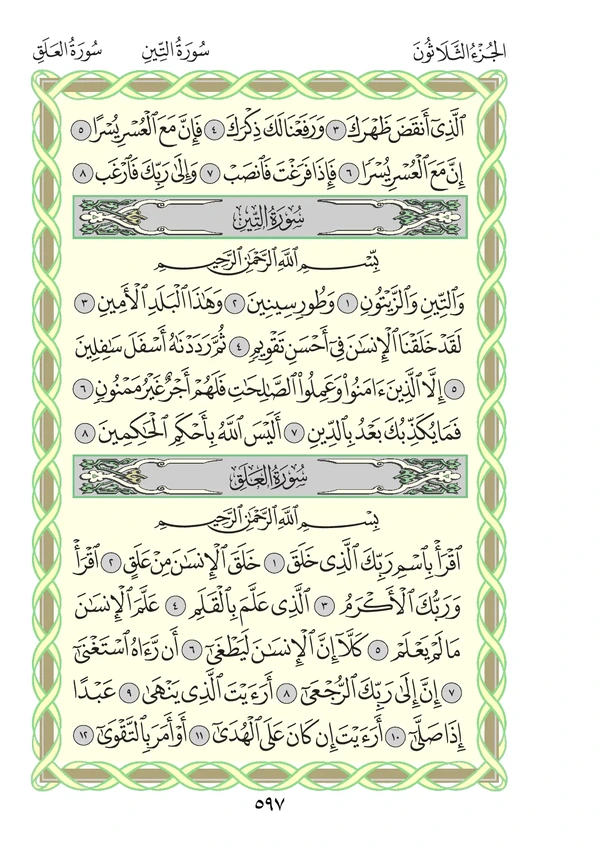 الجُزْءُ الثَّلَاثُونَ سُورَةُ التِّينِ سُورَةُ العَلَقِ
ٱلَّذِىٓ أَنقَضَ ظَهْرَكَ ٣ وَرَفَعْنَا لَكَ ذِكْرَكَ ٤ فَإِنَّ مَعَ ٱلْعُسْرِ يُسْرًا ٥
إِنَّ مَعَ ٱلْعُسْرِ يُسْرًا ٦ فَإِذَا فَرَغْتَ فَٱنصَبْ ٧ وَإِلَىٰ رَبِّكَ فَٱرْغَب ٨
سُورَةُ التِّينِ
بِسْمِ ٱللَّهِ ٱلرَّحْمَٰنِ ٱلرَّحِيمِ
وَٱلتِّينِ وَٱلزَّيْتُونِ ١ وَطُورِ سِينِينَ ٢ وَهَٰذَا ٱلْبَلَدِ ٱلْأَمِينِ ٣
لَقَدْ خَلَقْنَا ٱلْإِنسَٰنَ فِىٓ أَحْسَنِ تَقْوِيمٍ ٤ ثُمَّ رَدَدْنَٰهُ أَسْفَلَ سَٰفِلِينَ
٥ إِلَّا ٱلَّذِينَ ءَامَنُوا۟ وَعَمِلُوا۟ ٱلصَّٰلِحَٰتِ فَلَهُمْ أَجْرٌ غَيْرُ مَمْنُونٍ ٦
فَمَا يُكَذِّبُكَ بَعْدُ بِٱلدِّينِ ٧ أَلَيْسَ ٱللَّهُ بِأَحْكَمِ ٱلْحَٰكِمِينَ ٨
سُورَةُ العَلَقِ
بِسْمِ ٱللَّهِ ٱلرَّحْمَٰنِ ٱلرَّحِيمِ
ٱقْرَأْ بِٱسْمِ رَبِّكَ ٱلَّذِى خَلَقَ ١ خَلَقَ ٱلْإِنسَٰنَ مِنْ عَلَقٍ ٢ ٱقْرَأْ
وَرَبُّكَ ٱلْأَكْرَمُ ٣ ٱلَّذِى عَلَّمَ بِٱلْقَلَمِ ٤ عَلَّمَ ٱلْإِنسَٰنَ
مَا لَمْ يَعْلَمْ ٥ كَلَّآ إِنَّ ٱلْإِنسَٰنَ لَيَطْغَىٰٓ ٦ أَن رَّءَاهُ ٱسْتَغْنَىٰٓ
٧ إِنَّ إِلَىٰ رَبِّكَ ٱلرُّجْعَىٰٓ ٨ أَرَءَيْتَ ٱلَّذِى يَنْهَىٰ ٩ عَبْدًا
إِذَا صَلَّىٰٓ ١٠ أَرَءَيْتَ إِن كَانَ عَلَى ٱلْهُدَىٰٓ ١١ أَوْ أَمَرَ بِٱلتَّقْوَىٰٓ ١٢
٥٩٧